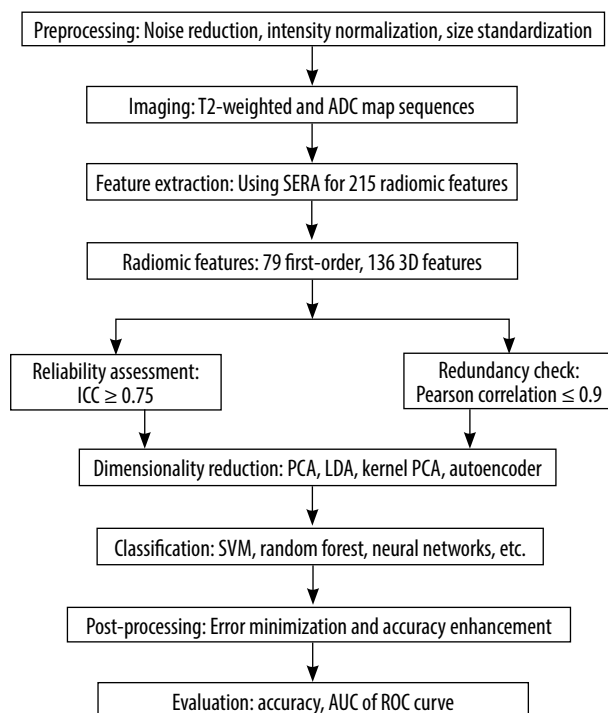 Preprocessing: Noise reduction, intensity normalization, size standardization
Imaging: T2-weighted and ADC map sequences
Feature extraction: Using SERA for 215 radiomic features
Radiomic features: 79 first-order, 136 3D features
Reliability assessment:
ICC ≥ 0.75
Redundancy check:
Pearson correlation ≤ 0.9
Dimensionality reduction: PCA, LDA, kernel PCA, autoencoder
Classification: SVM, random forest, neural networks, etc.
Post-processing: Error minimization and accuracy enhancement
Evaluation: accuracy, AUC of ROC curve